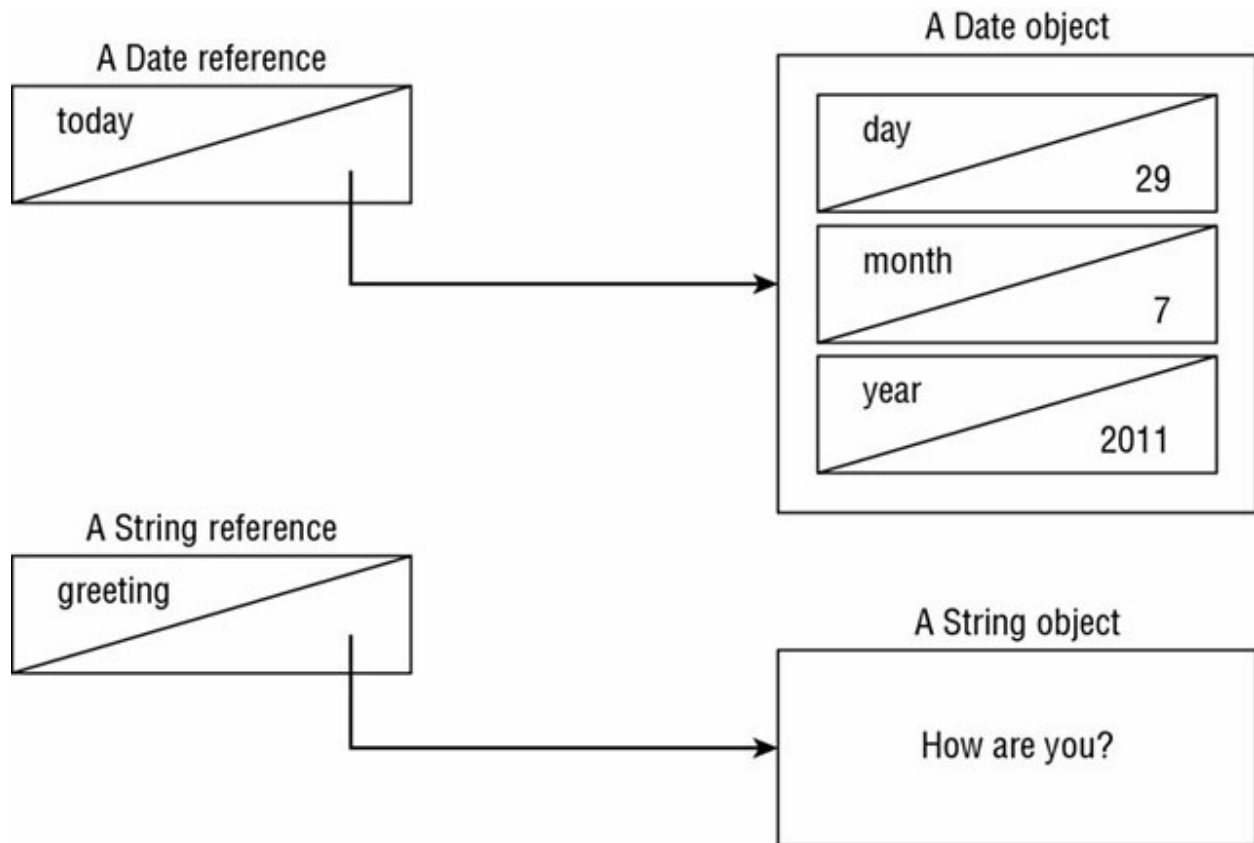 A Date reference
today
A Date object
day
29
month
7
year
2011
A String reference
greeting
A String object
How are you?